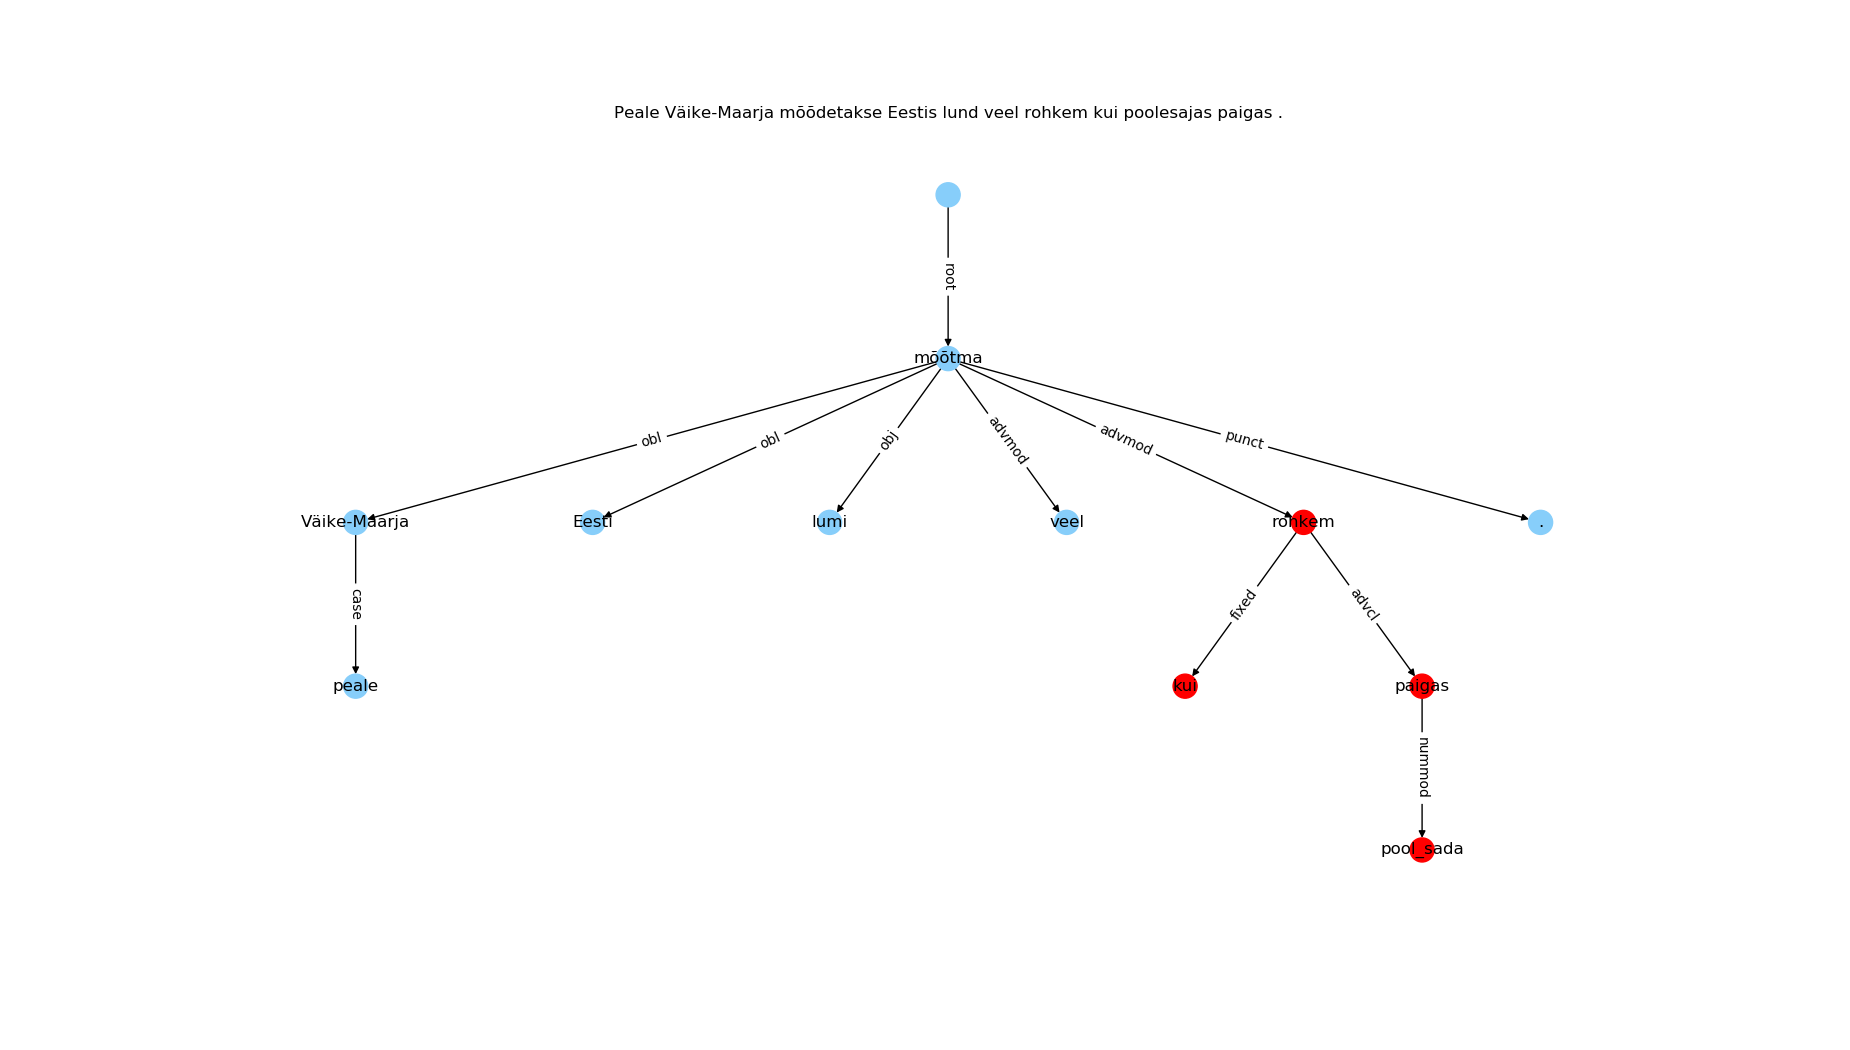 Peale Väike-Maarja mõõdetakse Eestis lund veel rohkem kui poolesajas paigas .
root
mõõtma
obl
obl
obj
advmod
advmod
punct
Väike-Maarja
Eesti
lumi
veel
rohkem
.
case
fixed
advcl
peale
kui
paigas
nummod
pool_sada